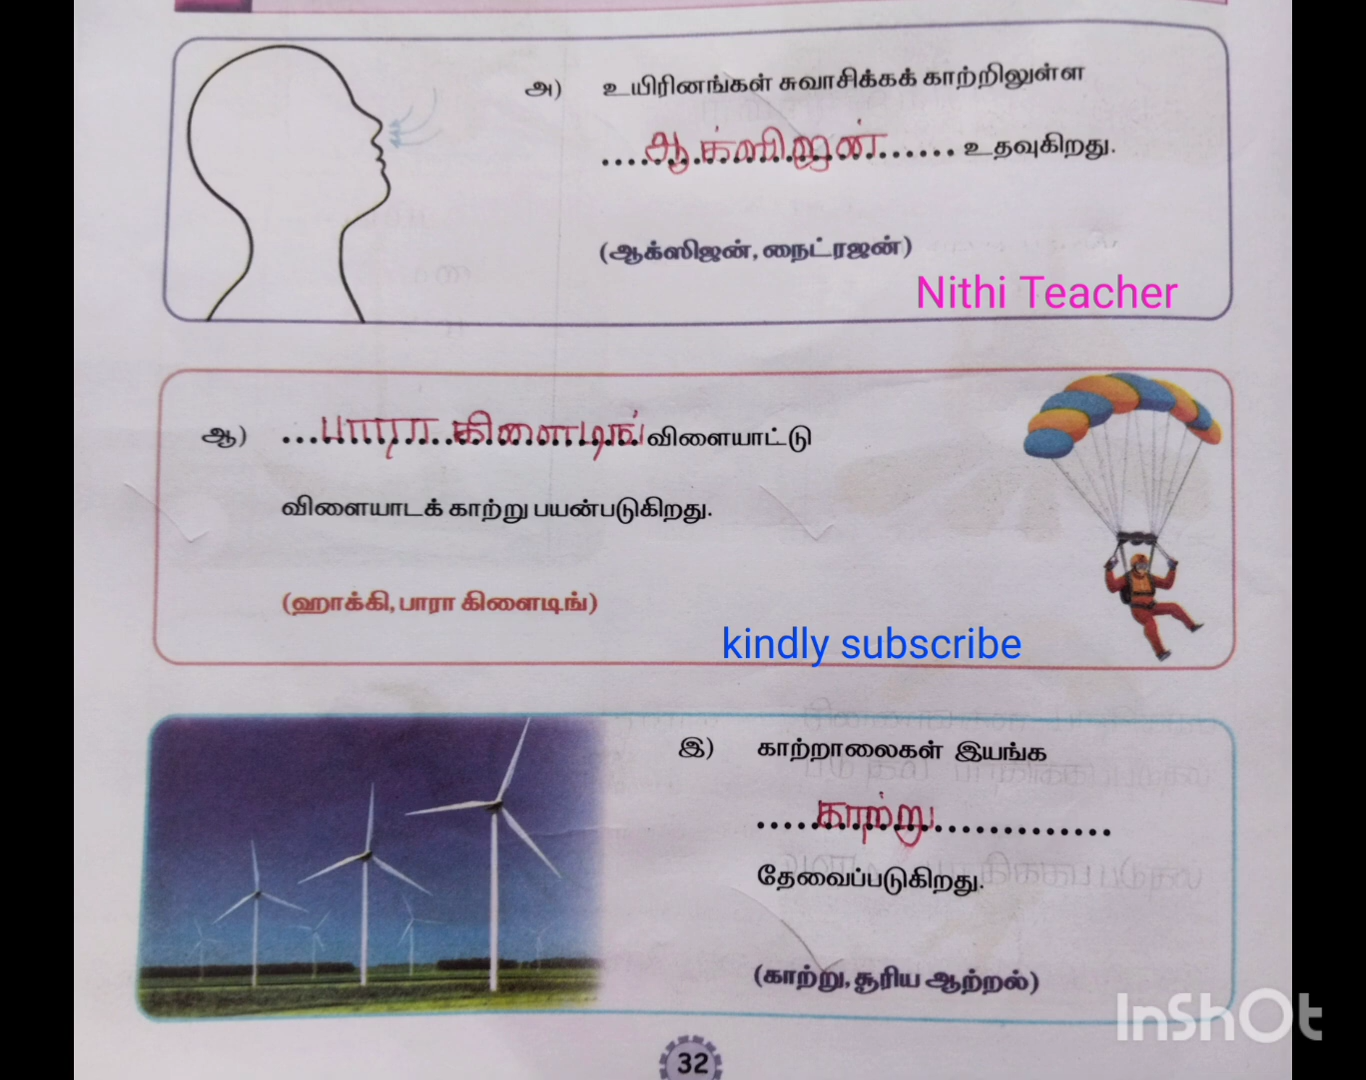 அ) உயிரினங்கள் சுவாசிக்கக் காற்றிலுள்ள
ஆக்ஸிஜன் உதவுகிறது.
(ஆக்ஸிஜன், நைட்ரஜன்)
Nithi Teacher
ஆ) பாரா கிளைடிங் விளையாட்டு
விளையாடக் காற்று பயன்படுகிறது.
(ஹாக்கி, பாரா கிளைடிங்)
kindly subscribe
இ) காற்றாலைகள் இயங்க
காற்று
தேவைப்படுகிறது.
(காற்று, சூரிய ஆற்றல்)
InShOt
32